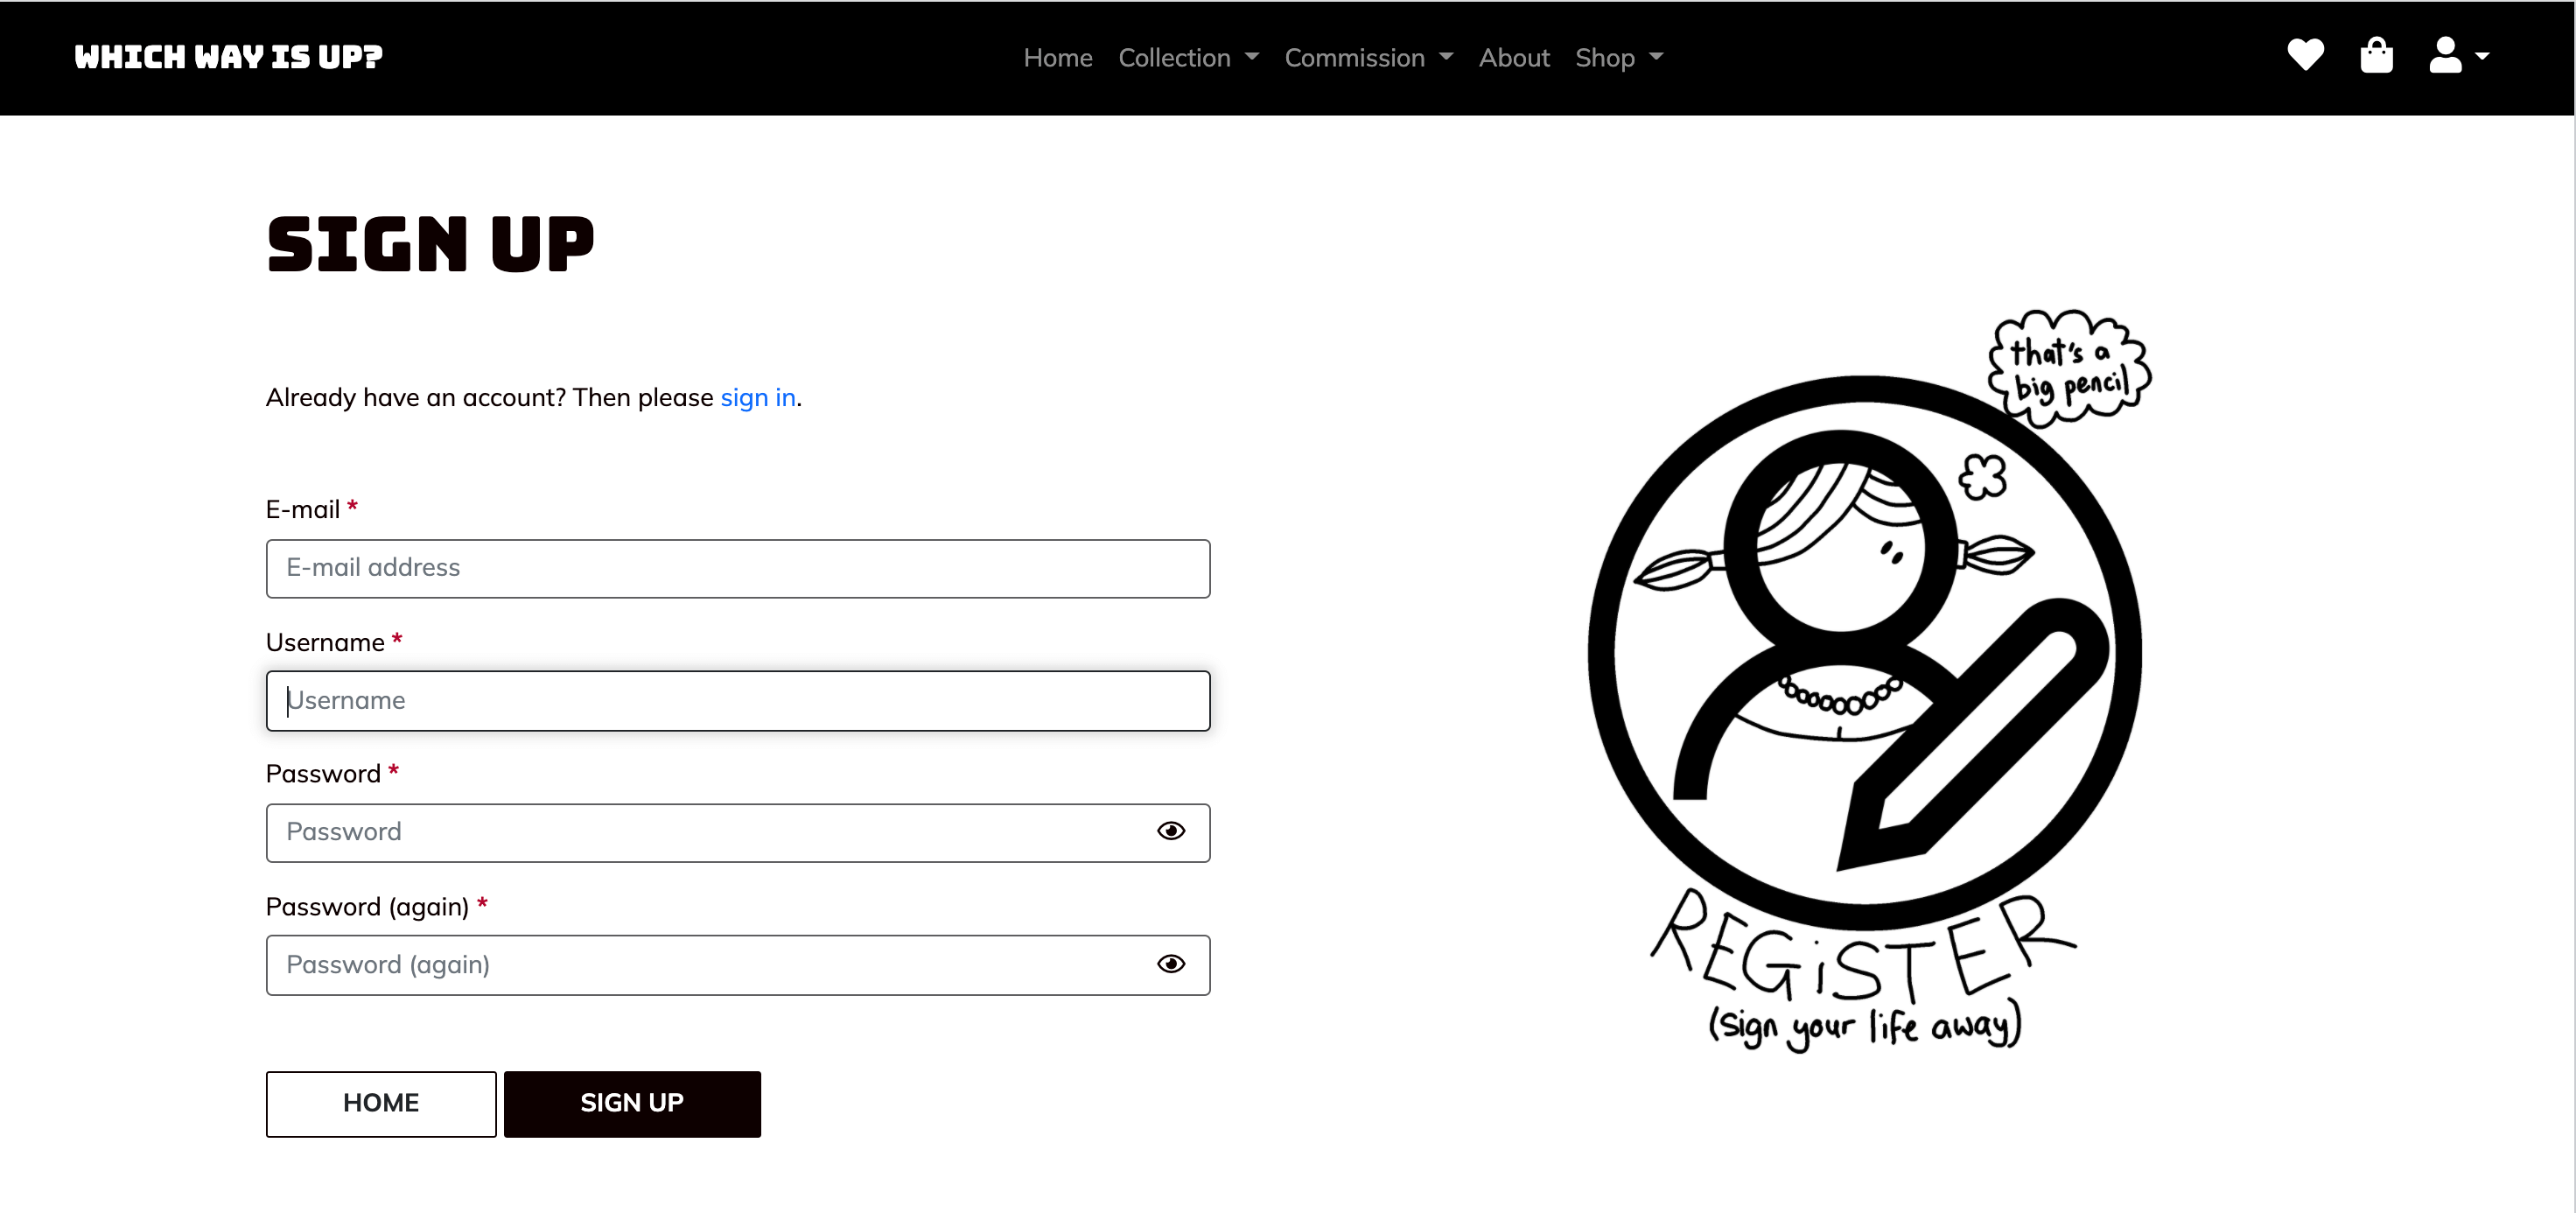 WHICH WAY IS UP?
Home Collection Commission About Shop
SIGN UP
Already have an account? Then please sign in.
E-mail *
E-mail address
Username *
Username
Password *
Password
Password (again) *
Password (again)
HOME SIGN UP
that's a
big pencil
REGiSTER
(sign your life away)